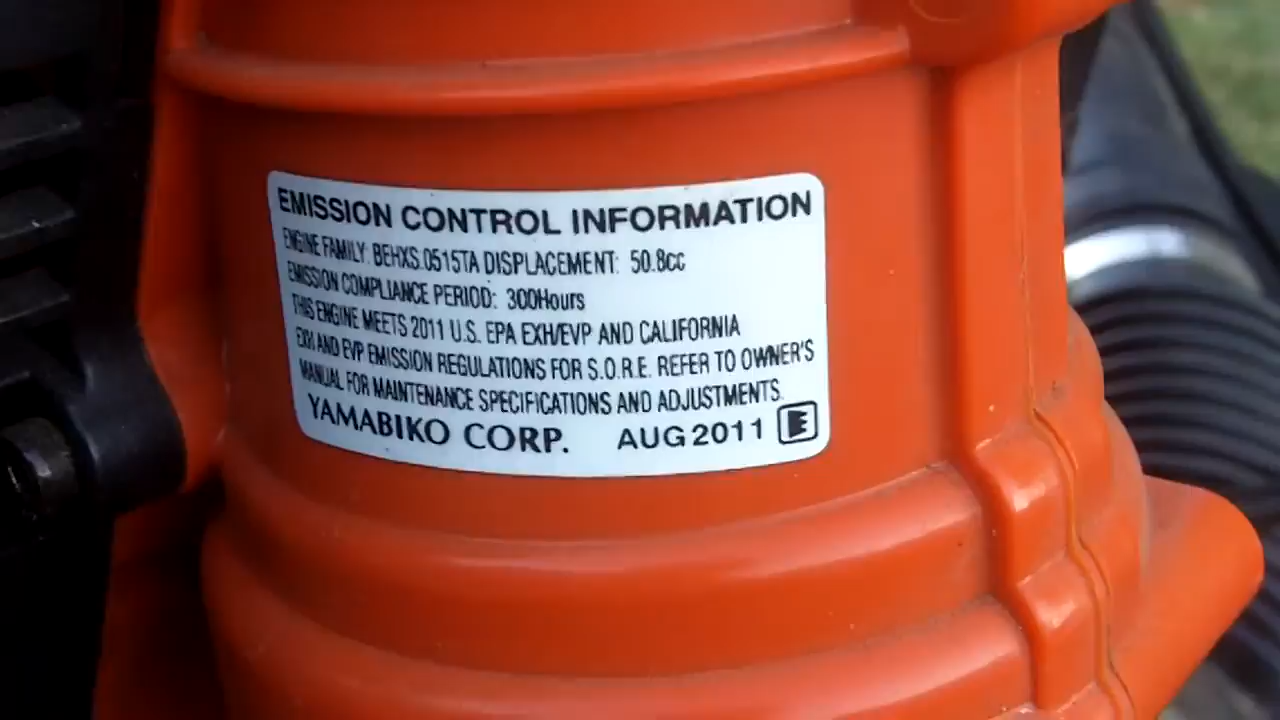 EMISSION CONTROL INFORMATION
ENGINE FAMILY: BEHXS.0515TA DISPLACEMENT: 50.8cc
EMISSION COMPLIANCE PERIOD: 300Hours
THIS ENGINE MEETS 2011 U.S. EPA EXH/EVP AND CALIFORNIA
EXH AND EVP EMISSION REGULATIONS FOR S.O.R.E. REFER TO OWNER'S
MANUAL FOR MAINTENANCE SPECIFICATIONS AND ADJUSTMENTS.
YAMABIKO CORP. AUG 2011 E